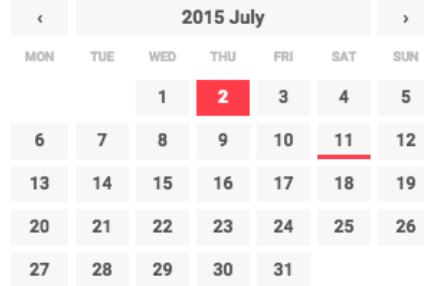 ‹ 2015 July ›
MON TUE WED THU FRI SAT SUN
1 2 3 4 5
6 7 8 9 10 11 12
13 14 15 16 17 18 19
20 21 22 23 24 25 26
27 28 29 30 31